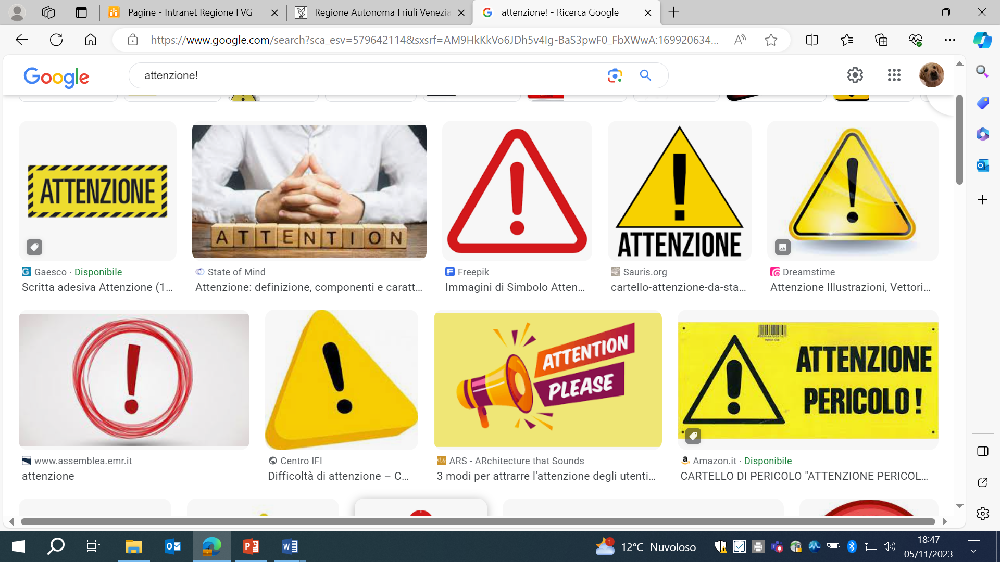 Pagine - Intranet Regione FVG
Regione Autonoma Friuli Venezia
attenzione! - Ricerca Google
https://www.google.com/search?sca_esv=579642114&sxsrf=AM9HkKkVo6JDh5v4Ig-BaS3pwF0_FbXWwA:169920634...
Google
attenzione!
ATTENZIONE
ATTENTION
ATTENZIONE
Gaesco · Disponibile
Scritta adesiva Attenzione (1...
State of Mind
Attenzione: definizione, componenti e caratt...
Freepik
Immagini di Simbolo Atten...
Sauris.org
cartello-attenzione-da-sta...
Dreamstime
Attenzione Illustrazioni, Vettori...
ATTENTION
PLEASE
ATTENZIONE
PERICOLO !
www.assemblea.emr.it
attenzione
Centro IFI
Difficoltà di attenzione – C...
ARS - ARchitecture that Sounds
3 modi per attrarre l'attenzione degli utenti...
Amazon.it · Disponibile
CARTELLO DI PERICOLO "ATTENZIONE PERICOL...
1
12°C Nuvoloso
18:47
05/11/2023